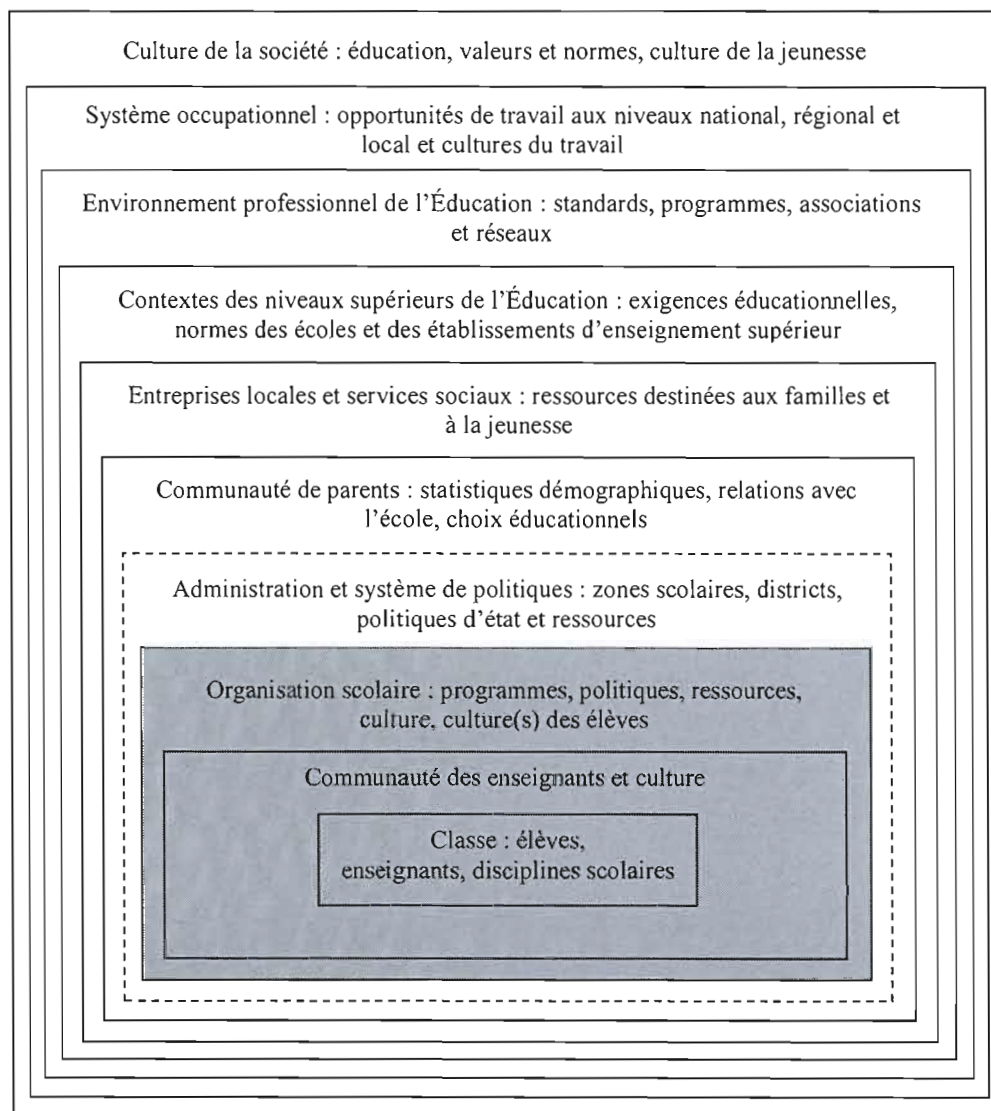 Culture de la société : éducation, valeurs et normes, culture de la jeunesse
Système occupationnel : opportunités de travail aux niveaux national, régional et
local et cultures du travail
Environnement professionnel de l'Éducation : standards, programmes, associations
et réseaux
Contextes des niveaux supérieurs de l'Éducation : exigences éducationnelles,
normes des écoles et des établissements d'enseignement supérieur
Entreprises locales et services sociaux : ressources destinées aux familles et
à la jeunesse
Communauté de parents : statistiques démographiques, relations avec
l'école, choix éducationnels
Administration et système de politiques : zones scolaires, districts,
politiques d'état et ressources
Organisation scolaire : programmes, politiques, ressources,
culture, culture(s) des élèves
Communauté des enseignants et culture
Classe : élèves,
enseignants, disciplines scolaires